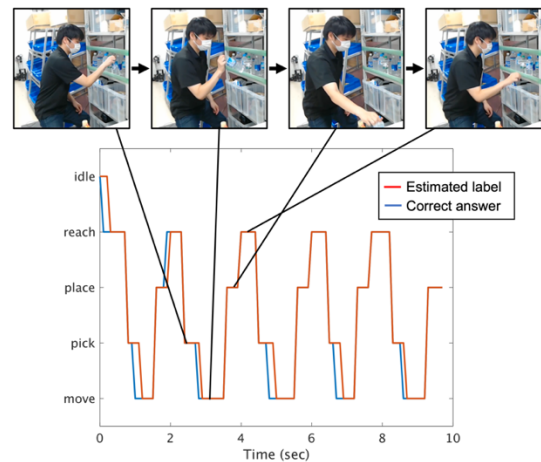 idle
reach
place
pick
move
Estimated label
Correct answer
0
2
4
6
8
10
Time (sec)